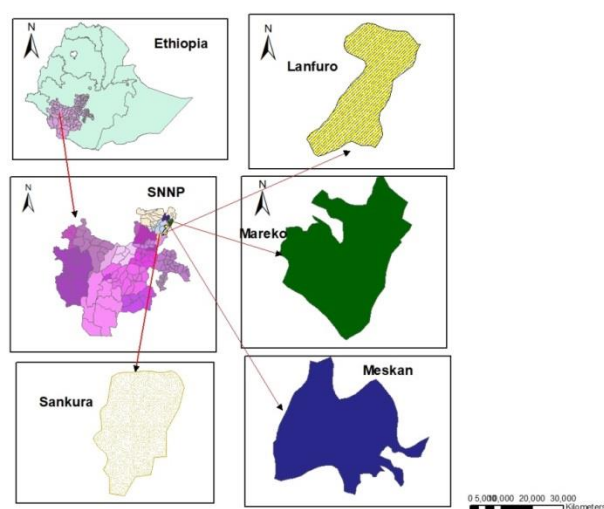 N
Ethiopia
N
Lanfuro
N
SNNP
N
Mareko
Sankura
Meskan
0 5,000 10,000 20,000 30,000
Kilometers